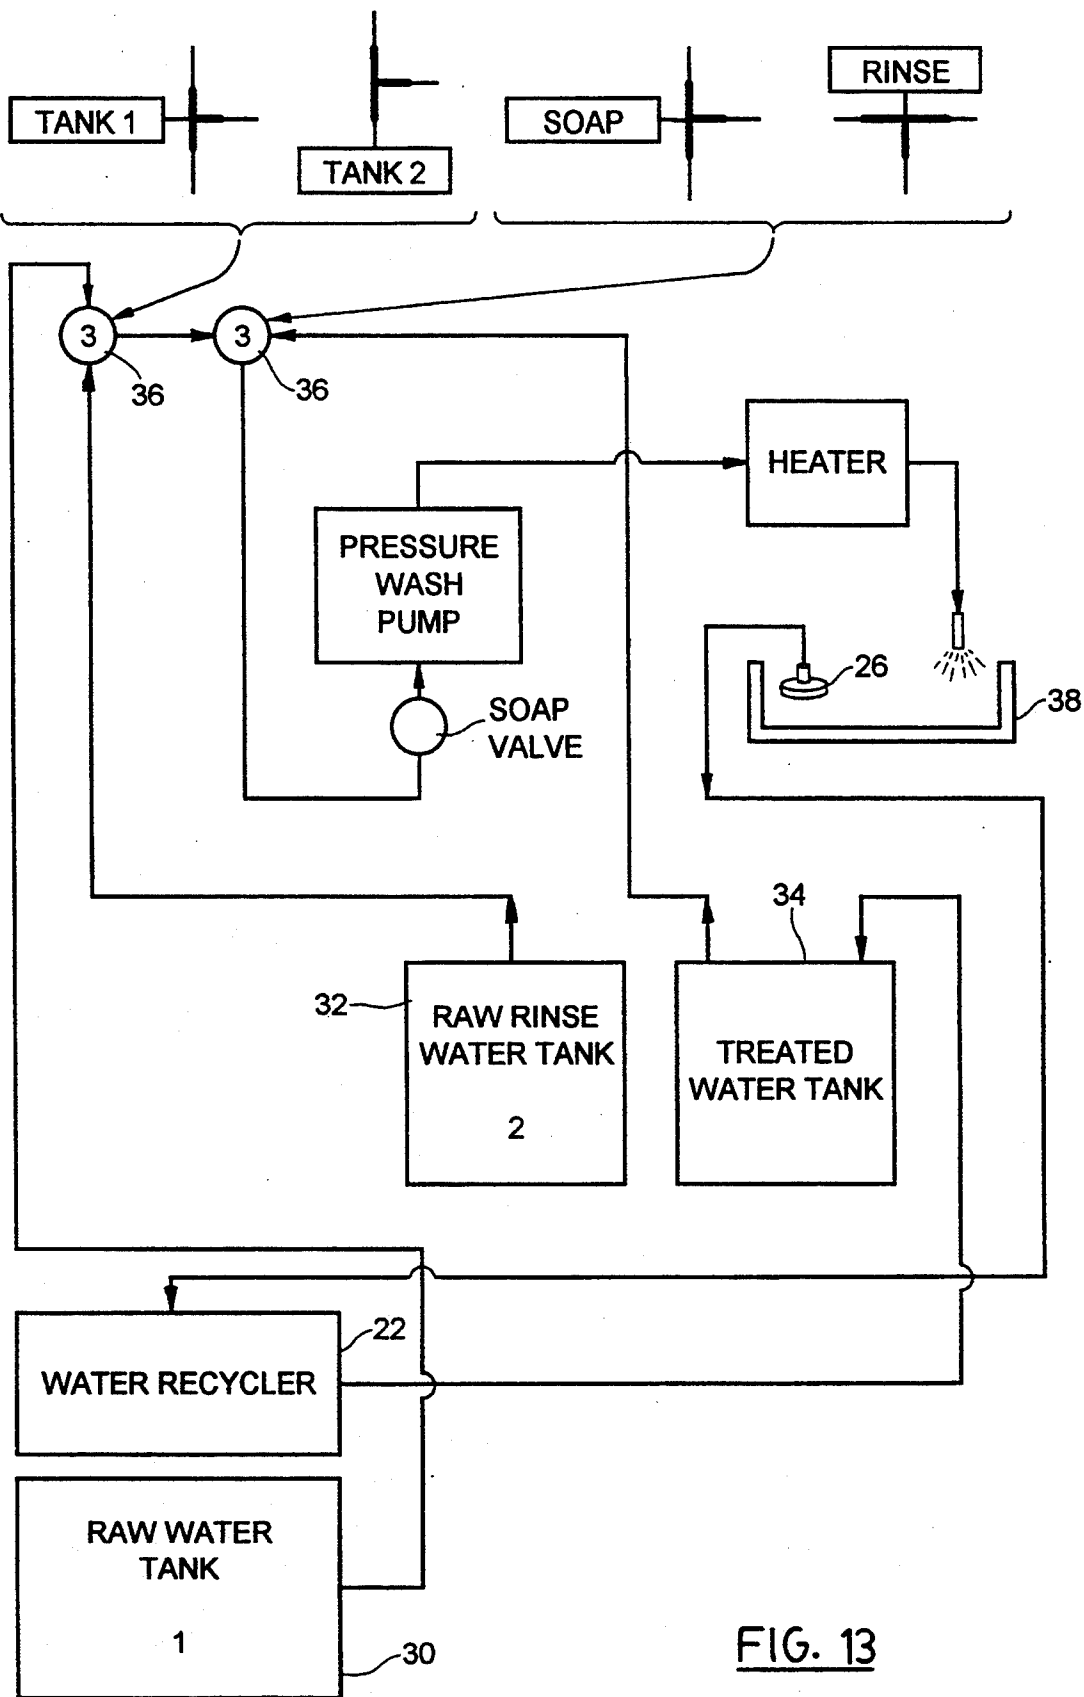 RINSE
TANK 1
SOAP
TANK 2
3
3
36
36
HEATER
PRESSURE
WASH
PUMP
26
38
SOAP
VALVE
34
32
RAW RINSE
WATER TANK
2
TREATED
WATER TANK
22
WATER RECYCLER
RAW WATER
TANK
1
30
FIG. 13